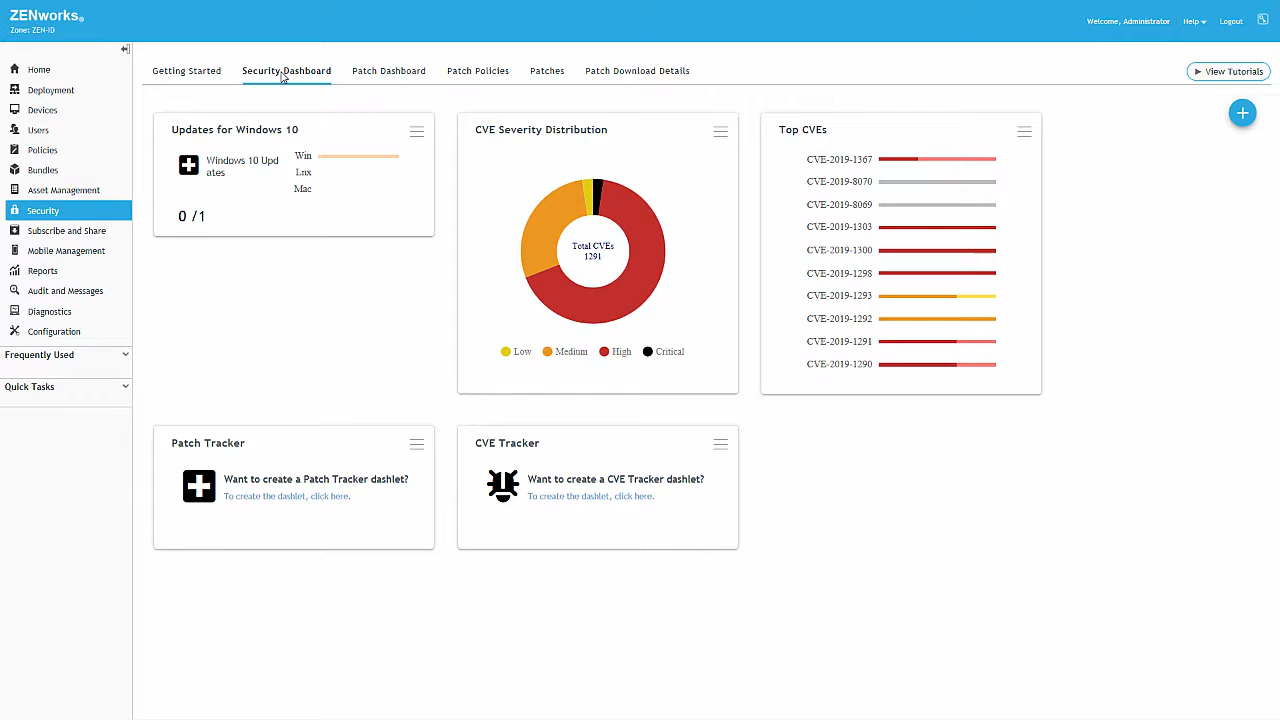 ZENworks®
Zone: ZEN-ID
Welcome, Administrator
Help
Logout
Home
Deployment
Devices
Users
Policies
Bundles
Asset Management
Security
Subscribe and Share
Mobile Management
Reports
Audit and Messages
Diagnostics
Configuration
Frequently Used
Quick Tasks
Getting Started
Security Dashboard
Patch Dashboard
Patch Policies
Patches
Patch Download Details
View Tutorials
Updates for Windows 10
Windows 10 Upd
ates
Win
Lnx
Mac
0 /1
CVE Severity Distribution
Total CVEs
1291
Low
Medium
High
Critical
Top CVEs
CVE-2019-1367
CVE-2019-8070
CVE-2019-8069
CVE-2019-1303
CVE-2019-1300
CVE-2019-1298
CVE-2019-1293
CVE-2019-1292
CVE-2019-1291
CVE-2019-1290
Patch Tracker
Want to create a Patch Tracker dashlet?
To create the dashlet, click here.
CVE Tracker
Want to create a CVE Tracker dashlet?
To create the dashlet, click here.